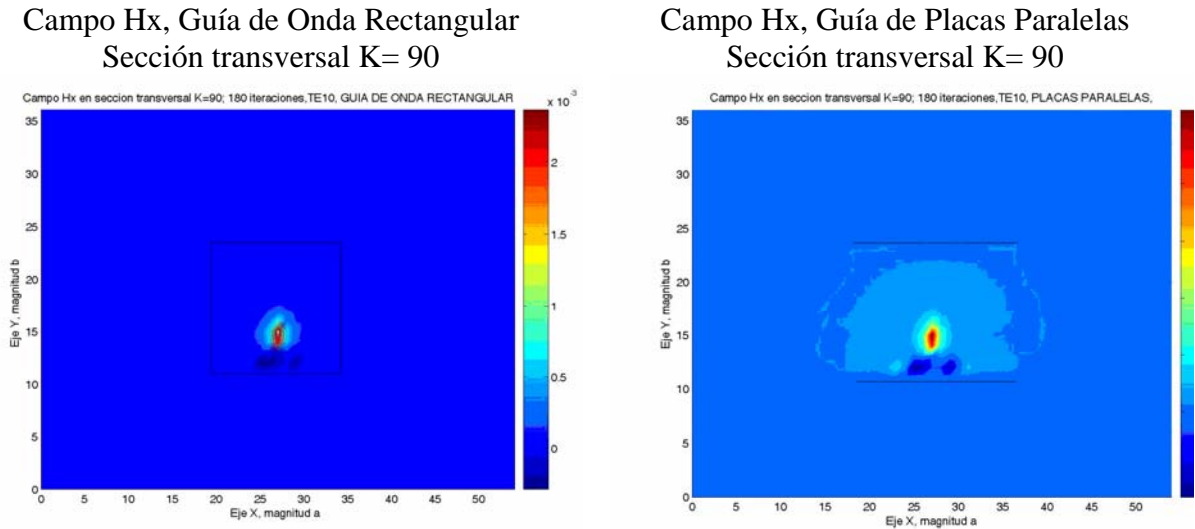 Campo Hx, Guía de Onda Rectangular
Sección transversal K= 90
Campo Hx en seccion transversal K=90; 180 iteraciones,TE10, GUIA DE ONDA RECTANGULAR
x 10⁻³
35
30
25
20
15
10
5
0
Eje Y, magnitud b
0 5 10 15 20 25 30 35 40 45 50
Eje X, magnitud a
2
1.5
1
0.5
0
Campo Hx, Guía de Placas Paralelas
Sección transversal K= 90
Campo Hx en seccion transversal K=90; 180 iteraciones,TE10, PLACAS PARALELAS,
35
30
25
20
15
10
5
0
Eje Y, magnitud b
0 5 10 15 20 25 30 35 40 45 50
Eje X, magnitud a